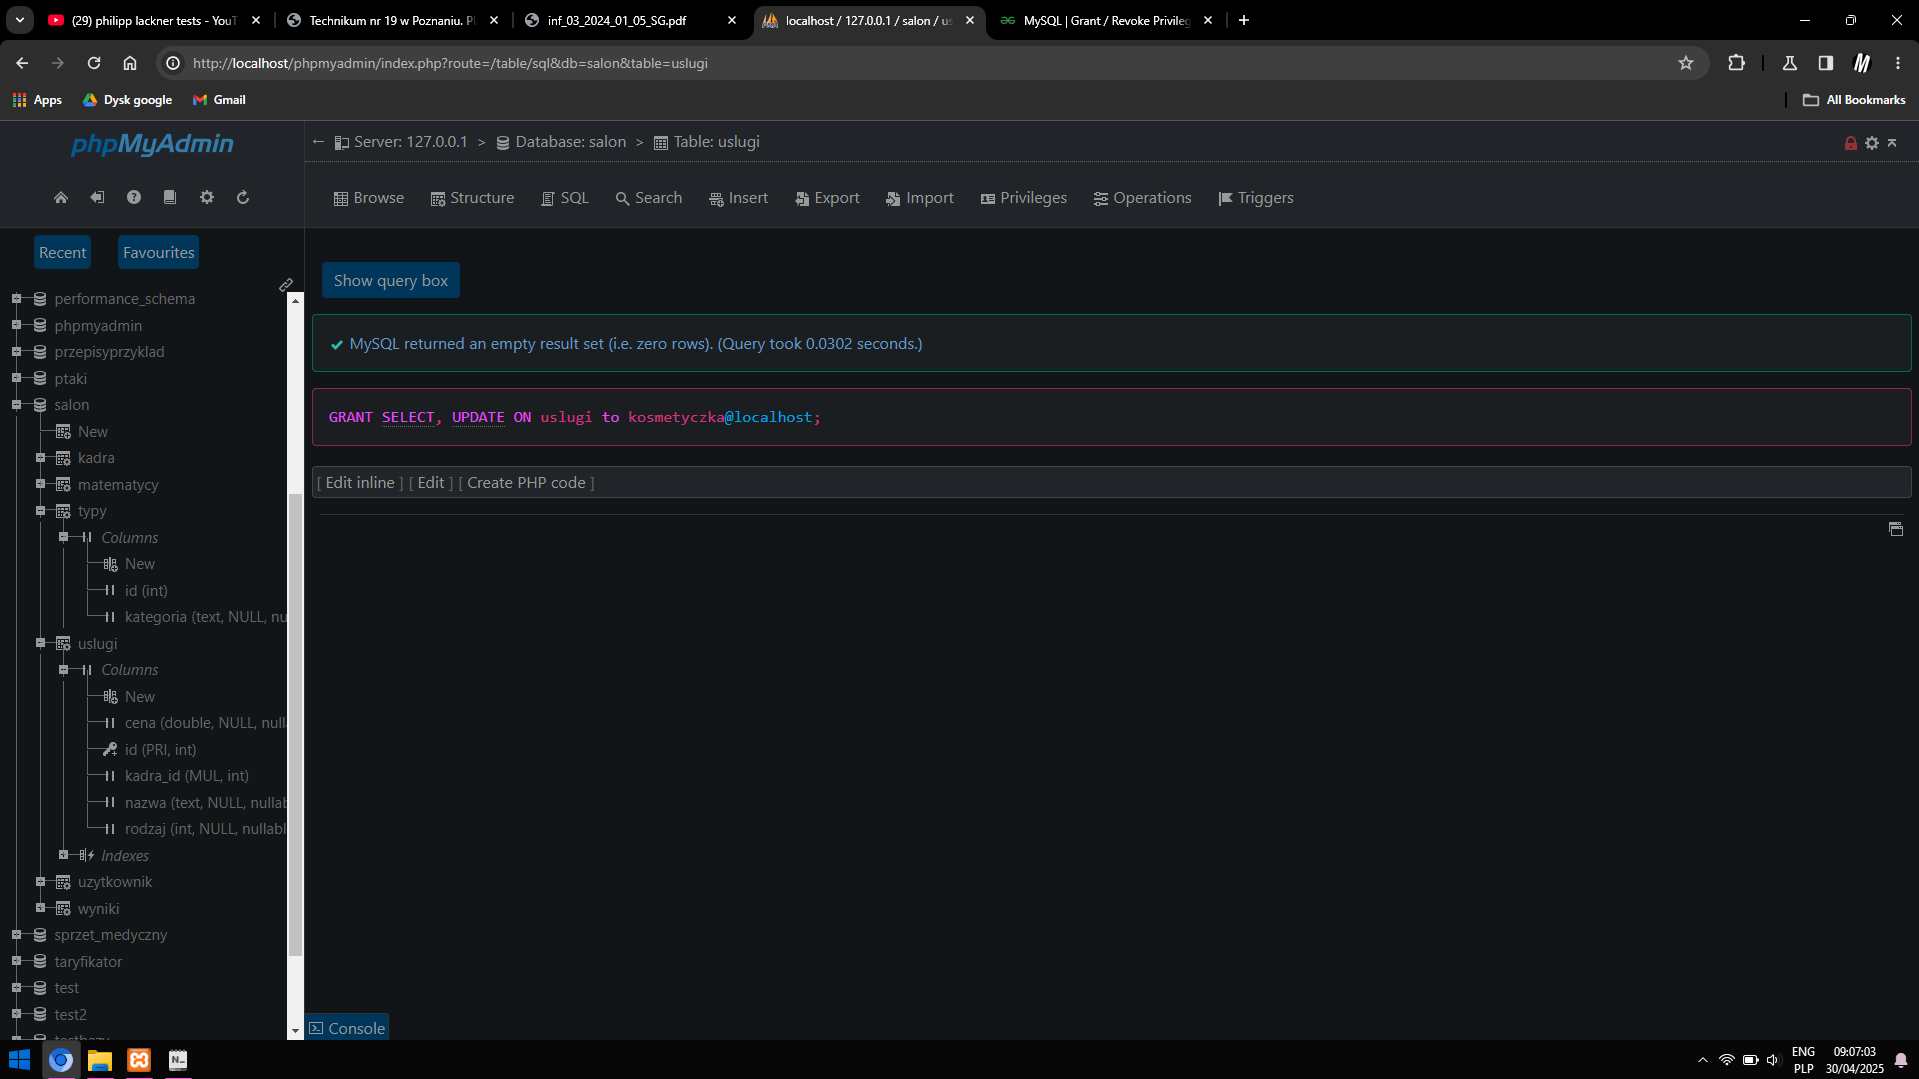 (29) philipp lackner tests - YouT
Technikum nr 19 w Poznaniu. Pl
inf_03_2024_01_05_SG.pdf
localhost / 127.0.0.1 / salon / us
MySQL | Grant / Revoke Privileg
http://localhost/phpmyadmin/index.php?route=/table/sql&db=salon&table=uslugi
Apps
Dysk google
Gmail
All Bookmarks
phpMyAdmin
Recent
Favourites
performance_schema
phpmyadmin
przepisyprzyklad
ptaki
salon
New
kadra
matematycy
typy
Columns
New
id (int)
kategoria (text, NULL, nu
uslugi
Columns
New
cena (double, NULL, null
id (PRI, int)
kadra_id (MUL, int)
nazwa (text, NULL, nullab
rodzaj (int, NULL, nullabl
Indexes
uzytkownik
wyniki
sprzet_medyczny
taryfikator
test
test2
Server: 127.0.0.1 > Database: salon > Table: uslugi
Browse
Structure
SQL
Search
Insert
Export
Import
Privileges
Operations
Triggers
Show query box
MySQL returned an empty result set (i.e. zero rows). (Query took 0.0302 seconds.)
GRANT SELECT, UPDATE ON uslugi to kosmetyczka@localhost;
[ Edit inline ] [ Edit ] [ Create PHP code ]
Console
ENG
PLP
09:07:03
30/04/2025